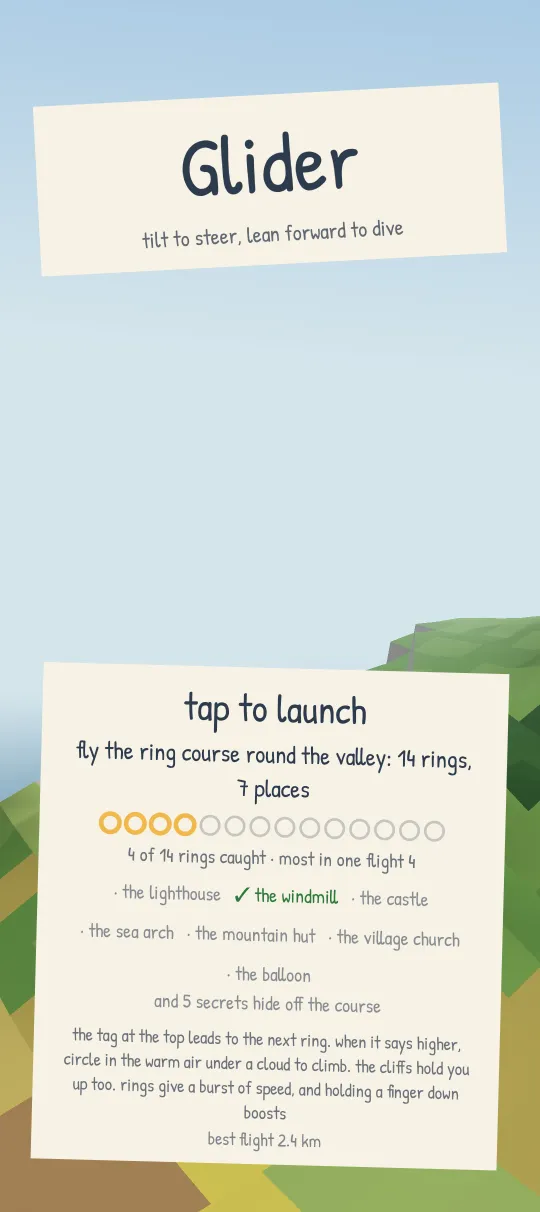 Glider
tilt to steer, lean forward to dive
tap to launch
fly the ring course round the valley: 14 rings,
7 places
4 of 14 rings caught · most in one flight 4
· the lighthouse ✓ the windmill · the castle
· the sea arch · the mountain hut · the village church
· the balloon
and 5 secrets hide off the course
the tag at the top leads to the next ring. when it says higher,
circle in the warm air under a cloud to climb. the cliffs hold you
up too. rings give a burst of speed, and holding a finger down
boosts
best flight 2.4 km